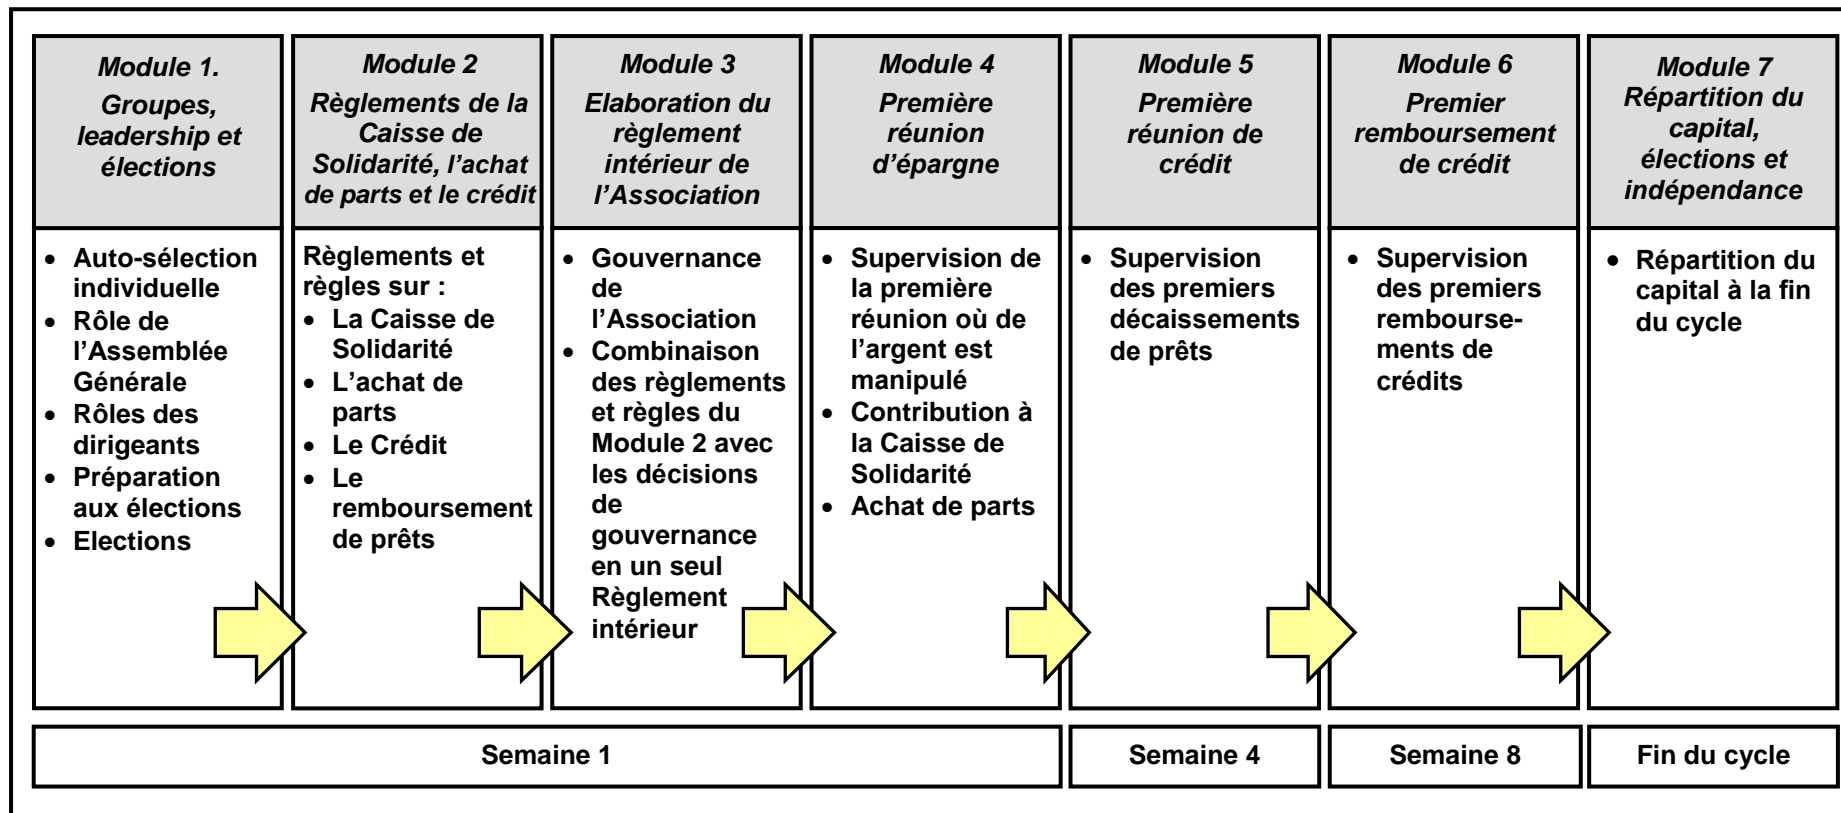 Module 1.
Groupes,
leadership et
élections
Module 2
Règlements de la
Caisse de
Solidarité, l’achat
de parts et le crédit
Module 3
Elaboration du
règlement
intérieur de
l’Association
Module 4
Première
réunion
d’épargne
Module 5
Première
réunion de
crédit
Module 6
Premier
remboursement
de crédit
Module 7
Répartition du
capital,
élections et
indépendance
• Auto-sélection
individuelle
• Rôle de
l’Assemblée
Générale
• Rôles des
dirigeants
• Préparation
aux élections
• Elections
Règlements et
règles sur :
• La Caisse de
Solidarité
• L’achat de
parts
• Le Crédit
• Le
remboursement
de prêts
• Gouvernance
de
l’Association
• Combinaison
des règlements
et règles du
Module 2 avec
les décisions
de
gouvernance
en un seul
Règlement
intérieur
• Supervision de
la première
réunion où de
l’argent est
manipulé
• Contribution à
la Caisse de
Solidarité
• Achat de parts
• Supervision
des premiers
décaissements
de prêts
• Supervision
des premiers
rembourse-
ments de
crédits
• Répartition du
capital à la fin
du cycle
Semaine 1
Semaine 4
Semaine 8
Fin du cycle